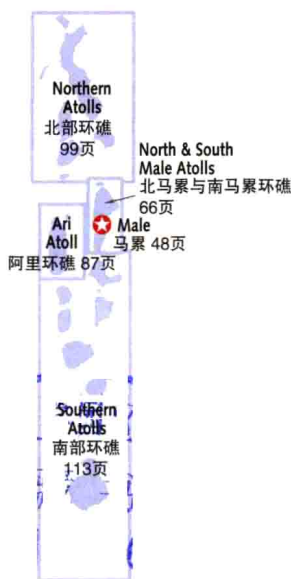 Northern
Atolls
北部环礁
99页
North & South
Male Atolls
北马累与南马累环礁
66页
Ari
Atoll
阿里环礁 87页
Male
马累 48页
Southern
Atolls
南部环礁
113页